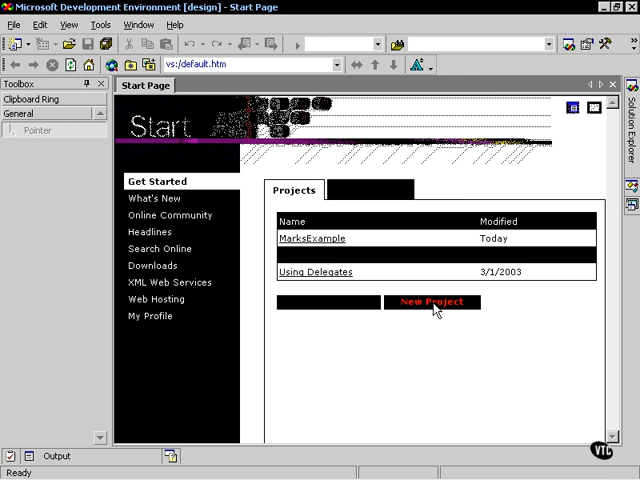 Microsoft Development Environment [design] - Start Page
File Edit View Tools Window Help
vs:/default.htm
Toolbox
Start Page
Clipboard Ring
General
Pointer
Start
Solution Explorer
Get Started
What's New
Online Community
Headlines
Search Online
Downloads
XML Web Services
Web Hosting
My Profile
Projects
Name Modified
MarksExample Today
Using Delegates 3/1/2003
New Project
VTC
Output
Ready